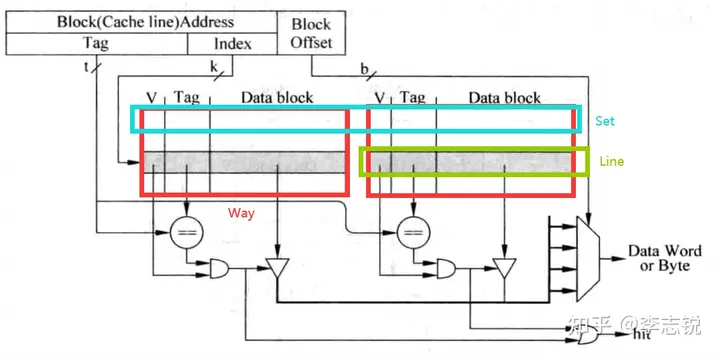 Block(Cache line)Address
Block
Offset
Tag
Index
t
k
b
V
Tag
Data block
V
Tag
Data block
Set
Line
Way
==
==
Data Word
or Byte
hit
知乎 @李志锐